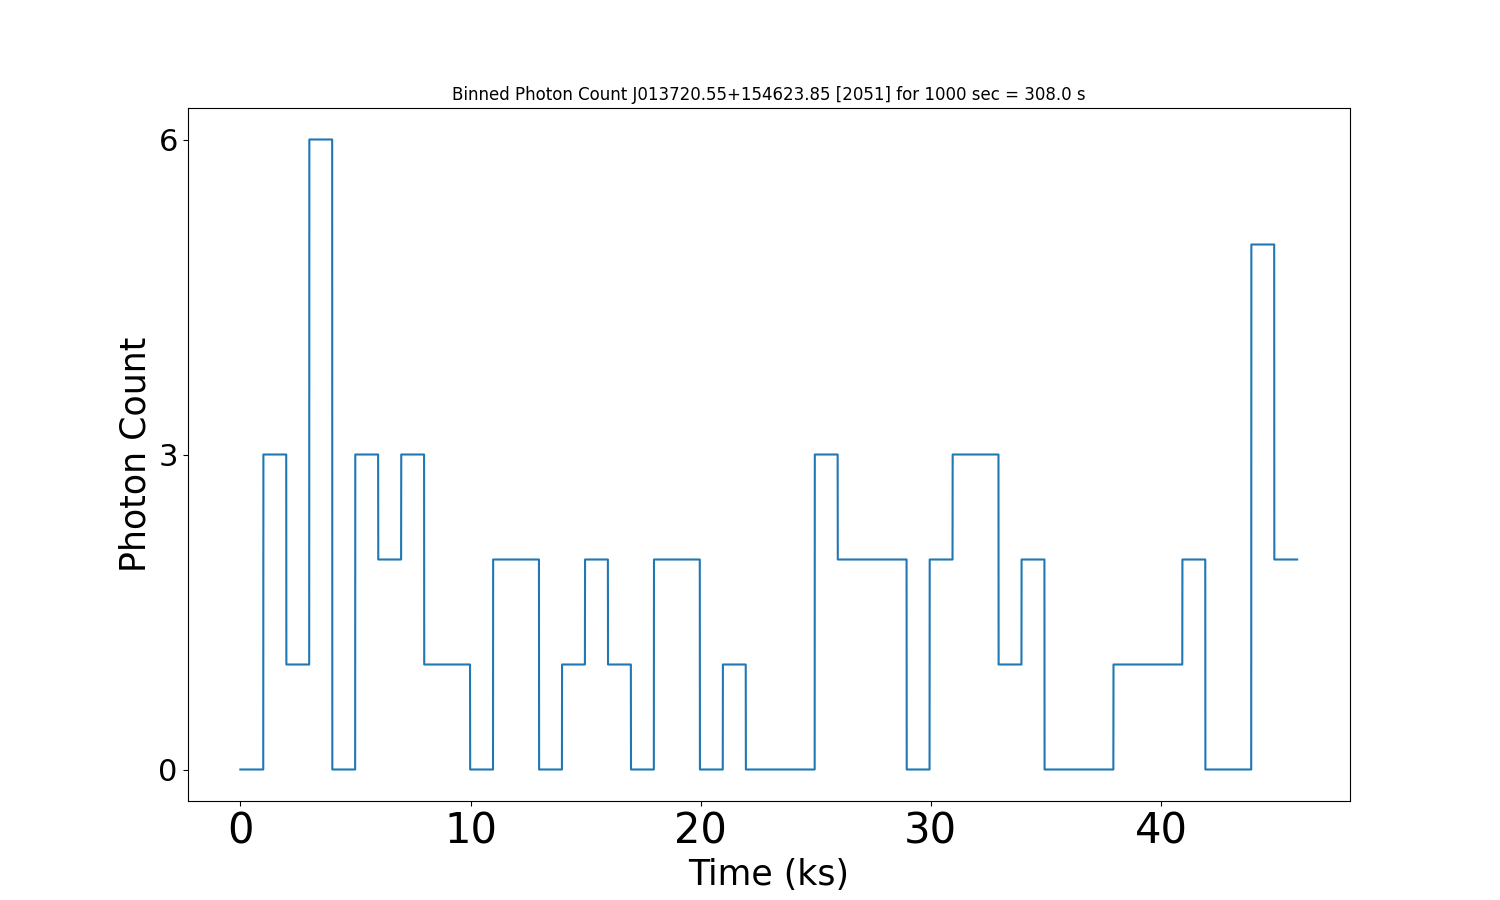 Binned Photon Count J013720.55+154623.85 [2051] for 1000 sec = 308.0 s
6
3
0
Photon Count
0 10 20 30 40
Time (ks)